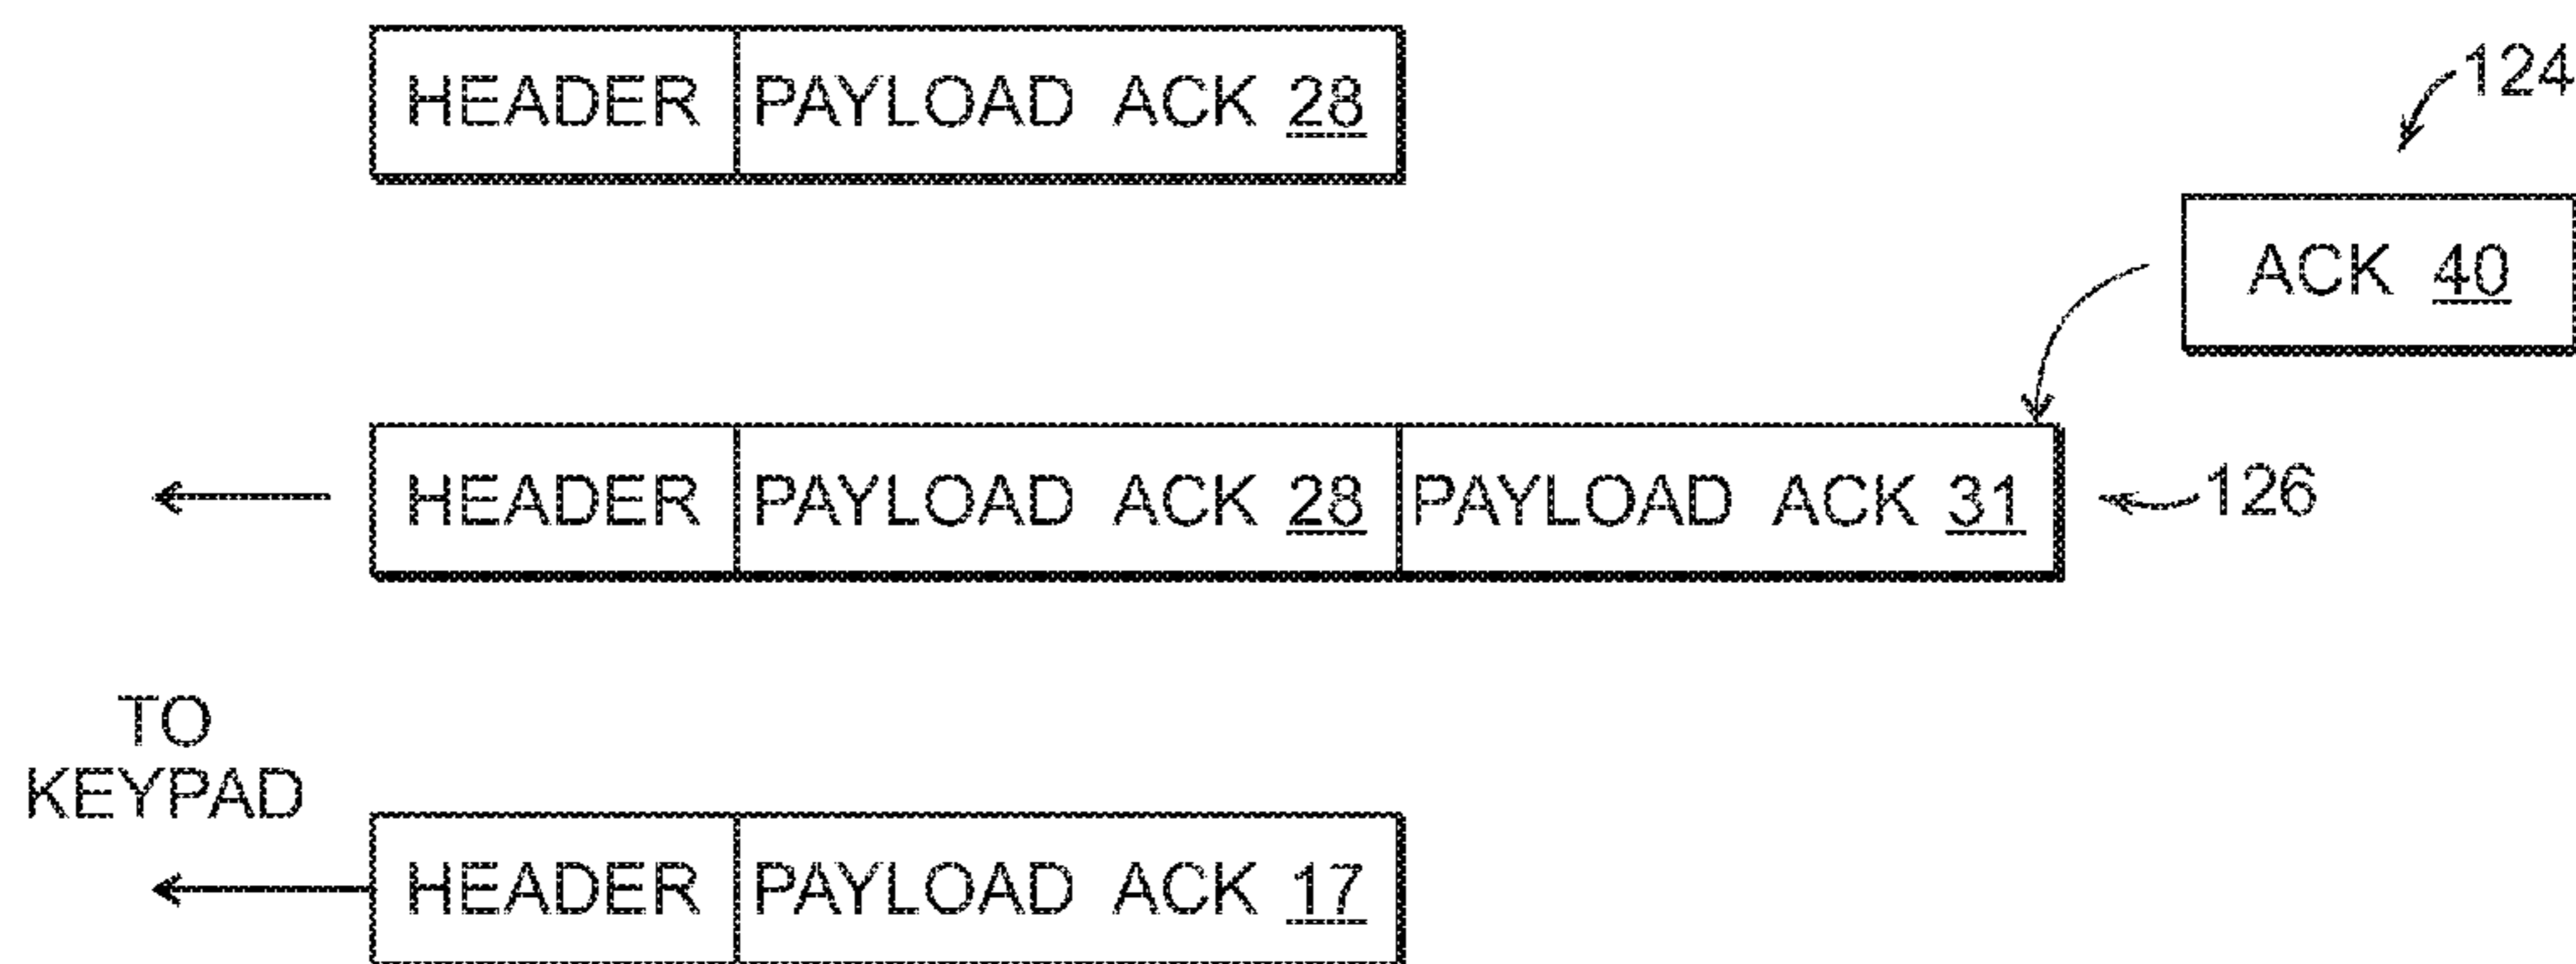 HEADER PAYLOAD ACK 28
124
ACK 40
HEADER PAYLOAD ACK 28 PAYLOAD ACK 31
126
TO
KEYPAD
HEADER PAYLOAD ACK 17